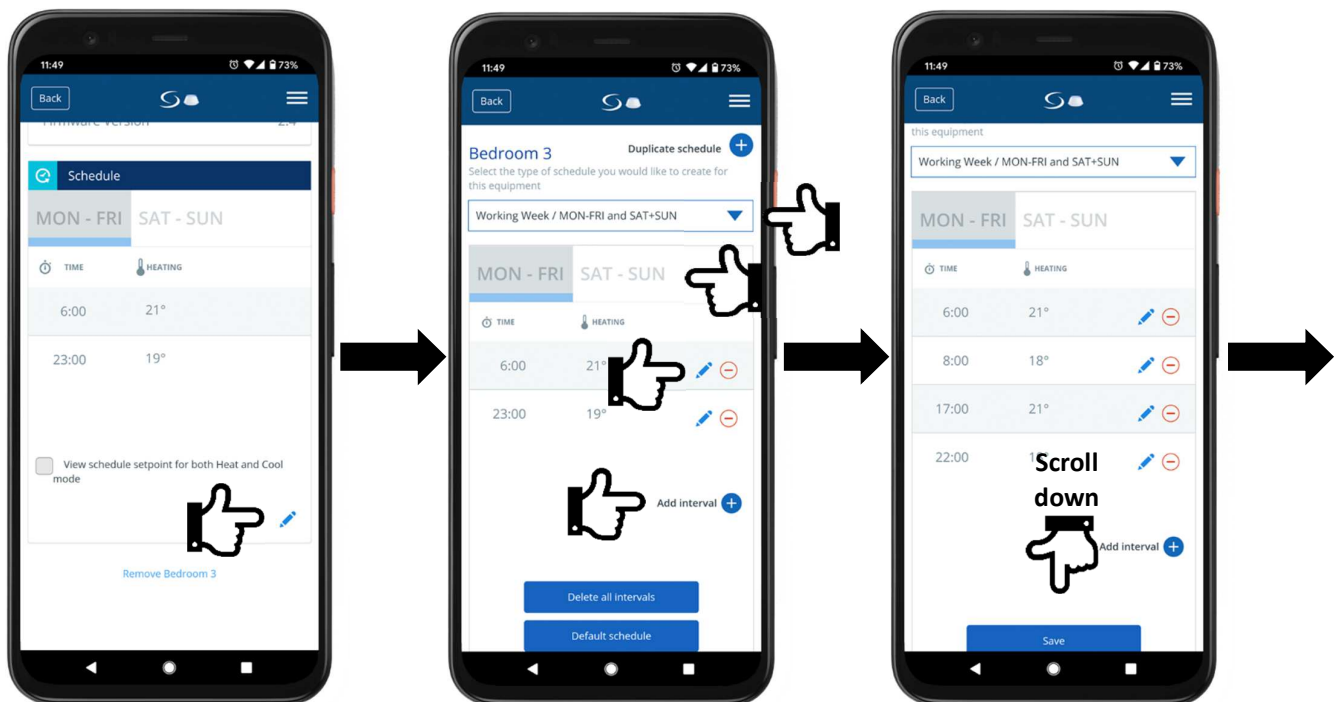 11:49
73%
Back
Firmware Version
2.4
Schedule
MON - FRI SAT - SUN
TIME HEATING
6:00 21°
23:00 19°
View schedule setpoint for both Heat and Cool
mode
Remove Bedroom 3
11:49
73%
Back
Bedroom 3
Duplicate schedule
Select the type of schedule you would like to create for
this equipment
Working Week / MON-FRI and SAT+SUN
MON - FRI SAT - SUN
TIME HEATING
6:00 21°
23:00 19°
Add interval
Delete all intervals
Default schedule
11:49
73%
Back
this equipment
Working Week / MON-FRI and SAT+SUN
MON - FRI SAT - SUN
TIME HEATING
6:00 21°
8:00 18°
17:00 21°
22:00
Scroll
down
Add interval
Save